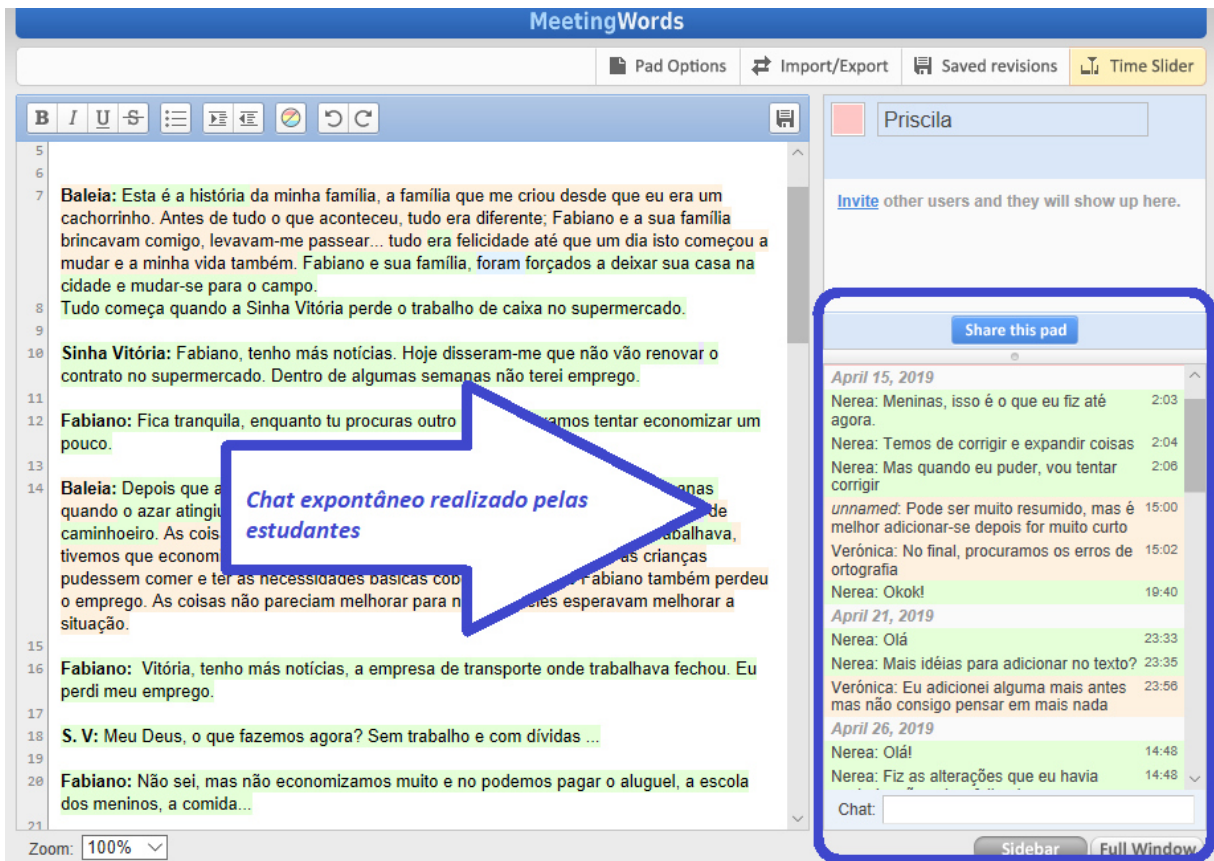 MeetingWords
Pad Options Import/Export Saved revisions Time Slider
B I U S
Priscila
Invite other users and they will show up here.
5
6
7 Baleia: Esta é a história da minha família, a família que me criou desde que eu era um
cachorrinho. Antes de tudo o que aconteceu, tudo era diferente; Fabiano e a sua família
brincavam comigo, levavam-me passear... tudo era felicidade até que um dia isto começou a
mudar e a minha vida também. Fabiano e sua família, foram forçados a deixar sua casa na
cidade e mudar-se para o campo.
8 Tudo começa quando a Sinha Vitória perde o trabalho de caixa no supermercado.
9
10 Sinha Vitória: Fabiano, tenho más notícias. Hoje disseram-me que não vão renovar o
contrato no supermercado. Dentro de algumas semanas não terei emprego.
11
12 Fabiano: Fica tranquila, enquanto tu procuras outro tentar economizar um
pouco.
13
14 Baleia: Depois que
quando o azar de
caminhoeiro. As
tivemos que crianças
pudessem comer e ter as necessidades básicas Fabiano também perdeu
o emprego. As coisas não pareciam melhorar para esperavam melhorar a
situação.
15
16 Fabiano: Vitória, tenho más notícias, a empresa de transporte onde trabalhava fechou. Eu
perdi meu emprego.
17
18 S. V: Meu Deus, o que fazemos agora? Sem trabalho e com dívidas ...
19
20 Fabiano: Não sei, mas não economizamos muito e no podemos pagar o aluguel, a escola
dos meninos, a comida...
21
Chat expontâneo realizado pelas
estudantes
Share this pad
April 15, 2019
Nerea: Meninas, isso é o que eu fiz até 2:03
agora.
Nerea: Temos de corrigir e expandir coisas 2:04
Nerea: Mas quando eu puder, vou tentar 2:06
corrigir
unnamed: Pode ser muito resumido, mas é 15:00
melhor adicionar-se depois for muito curto
Verónica: No final, procuramos os erros de 15:02
ortografia
Nerea: Okok! 19:40
April 21, 2019
Nerea: Olá 23:33
Nerea: Mais idéias para adicionar no texto? 23:35
Verónica: Eu adicionei alguma mais antes 23:56
mas não consigo pensar em mais nada
April 26, 2019
Nerea: Olá! 14:48
Nerea: Fiz as alterações que eu havia 14:48
Chat:
Zoom: 100%
Sidebar Full Window